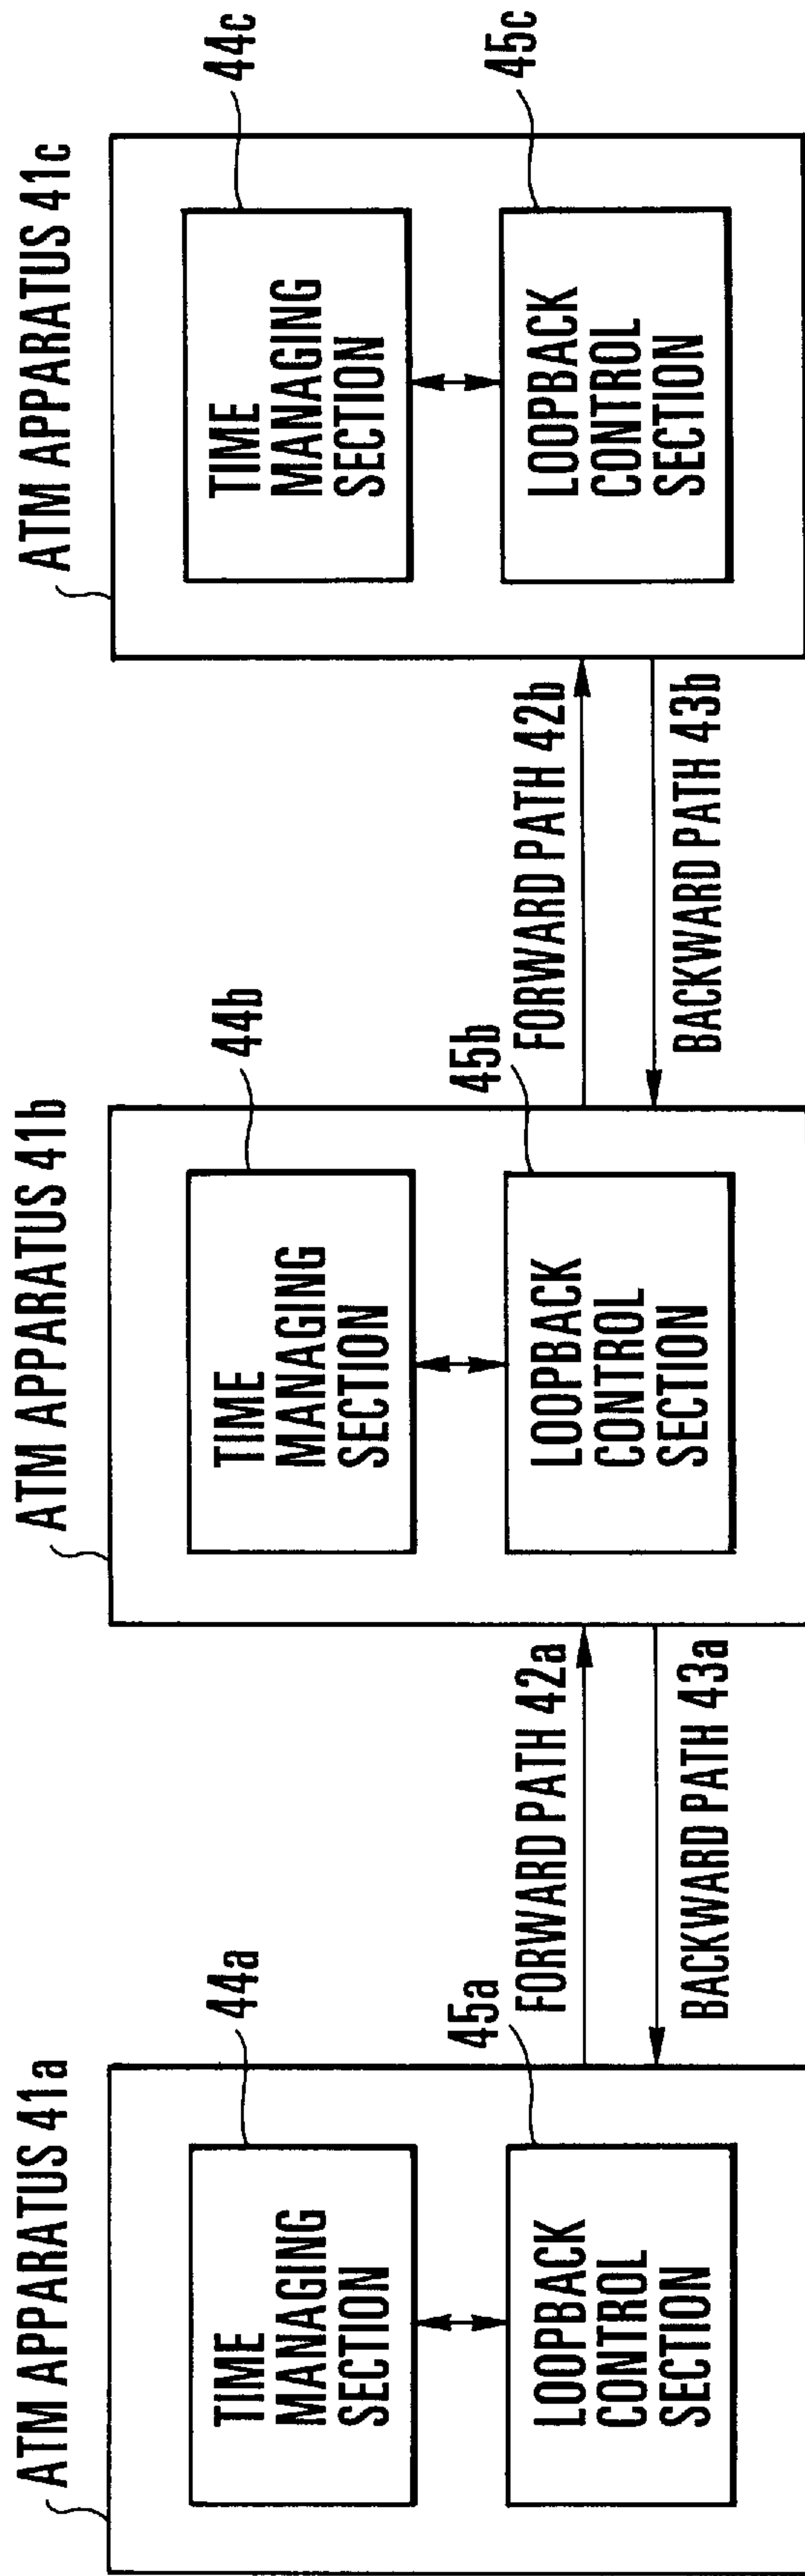 ATM APPARATUS 41a
44a
TIME
MANAGING
SECTION
45a
LOOPBACK
CONTROL
SECTION
FORWARD PATH 42a
BACKWARD PATH 43a
ATM APPARATUS 41b
44b
TIME
MANAGING
SECTION
45b
LOOPBACK
CONTROL
SECTION
FORWARD PATH 42b
BACKWARD PATH 43b
ATM APPARATUS 41c
44c
TIME
MANAGING
SECTION
45c
LOOPBACK
CONTROL
SECTION